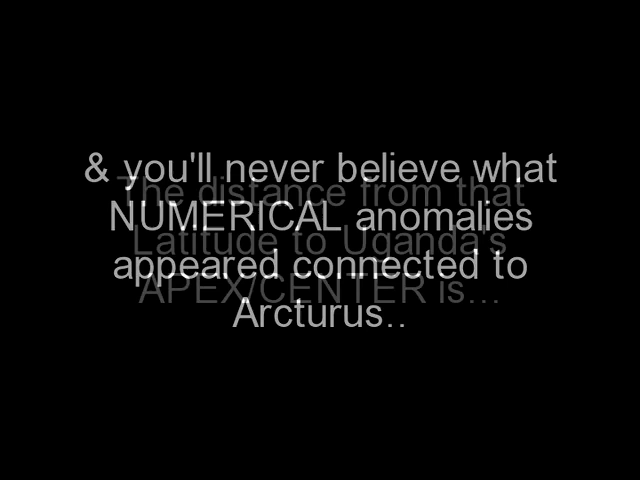 & you'll never believe what
NUMERICAL anomalies
appeared connected to
Arcturus..
The distance from that
Latitude to Uganda's
APEX/CENTER is...